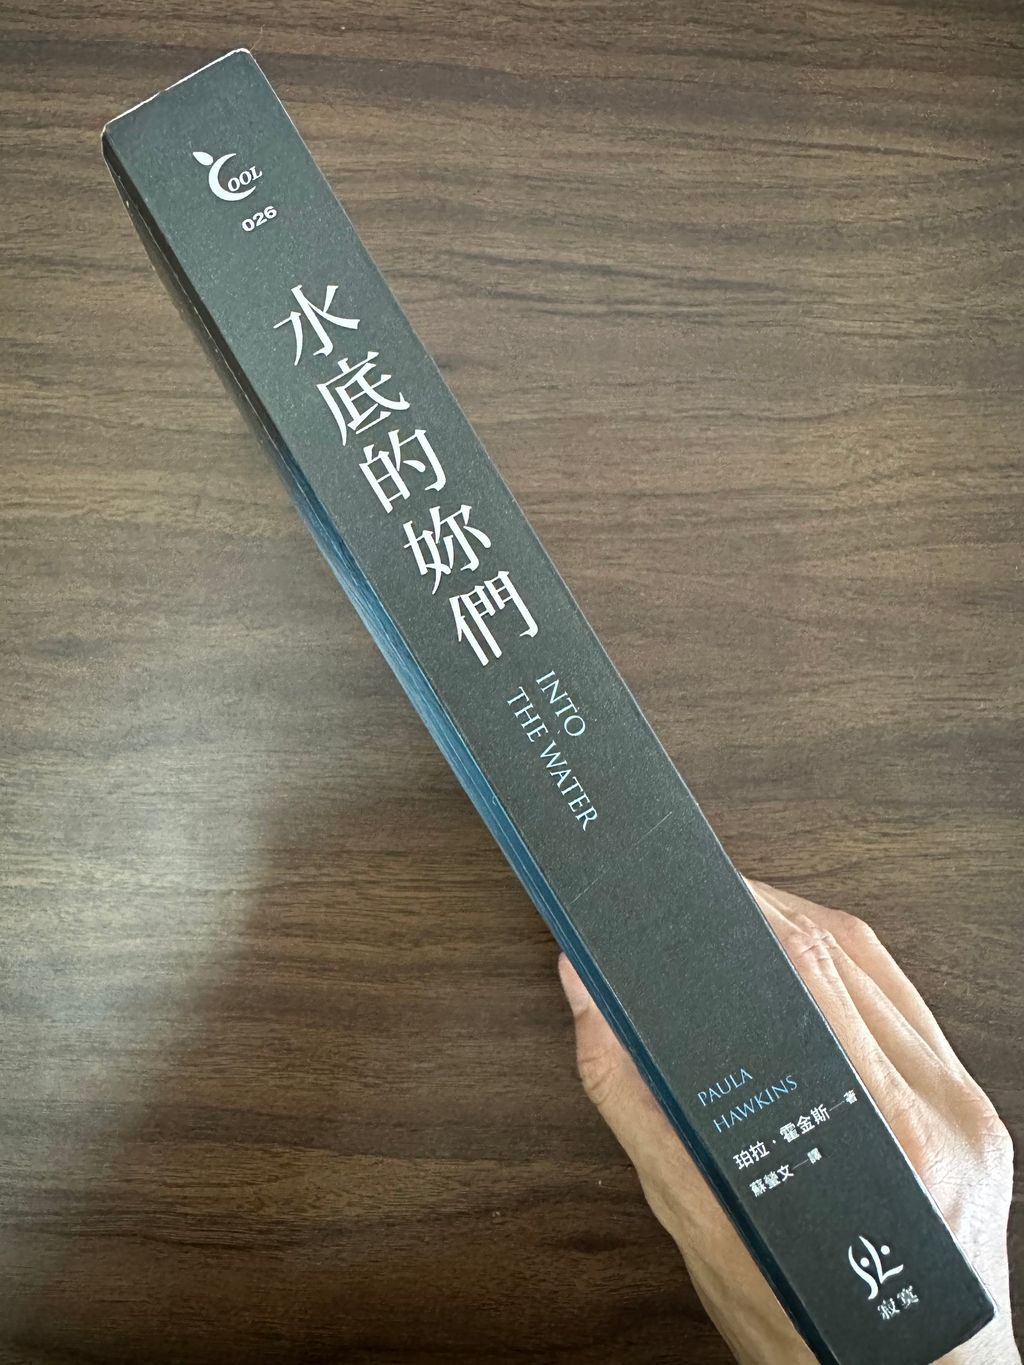 COOL
026
水底的妳們
INTO
THE WATER
PAULA
HAWKINS
珀拉·霍金斯—著
蘇瑩文—譯
寂寞